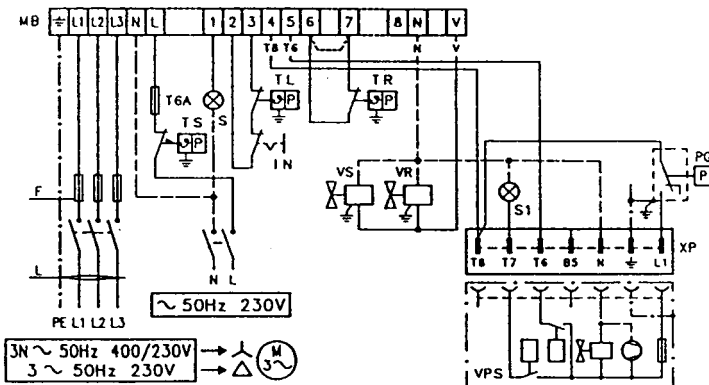 MB ⏚ L1 L2 L3 N L 1 2 3 4 5 6 7 8 N V
T8 T6 N V
T6A S TL TR
TS P P P
IN
VS VR PG
P
F S1
XP
T8 T7 T6 B5 N ⏚ L1
L N L
PE L1 L2 L3
∼ 50Hz 230V
3N ∼ 50Hz 400/230V
3 ∼ 50Hz 230V
M
3∼
VPS